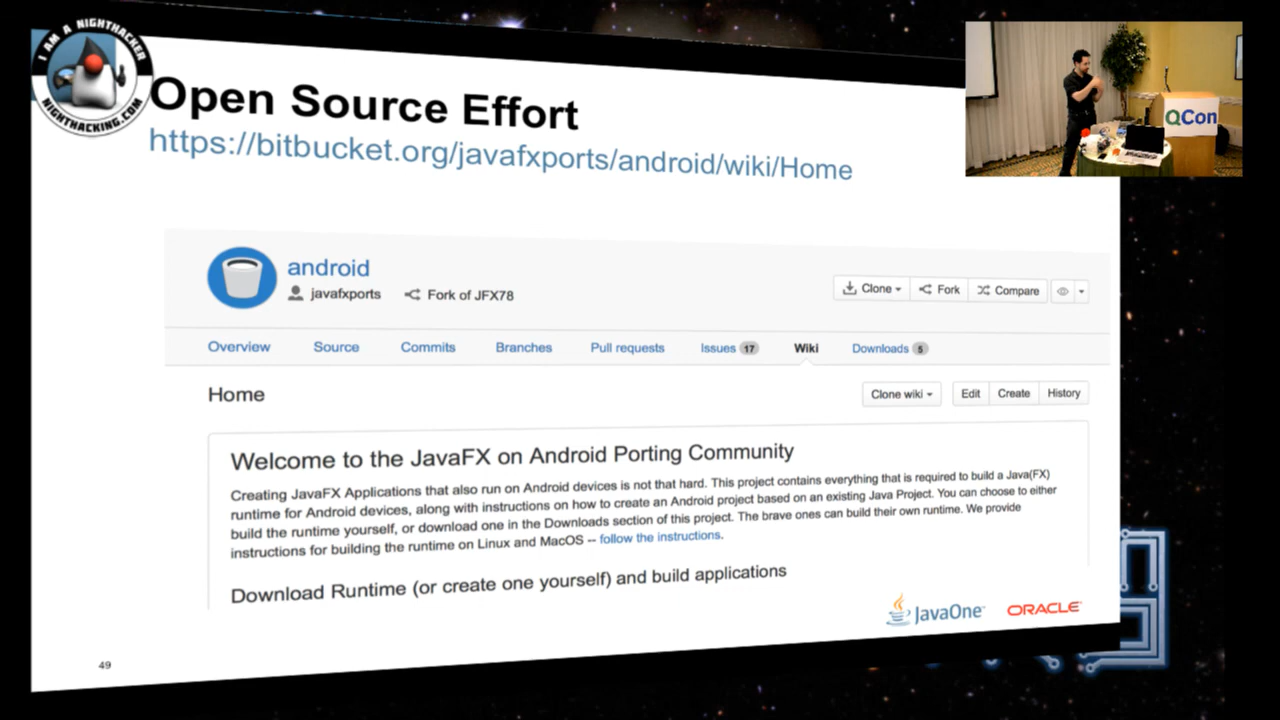 I AM A NIGHTHACKER
NIGHTHACKING.COM
Open Source Effort
https://bitbucket.org/javafxports/android/wiki/Home
QCon
android
javafxports Fork of JFX78
Clone Fork Compare
Overview Source Commits Branches Pull requests Issues 17 Wiki Downloads 5
Home
Clone wiki Edit Create History
Welcome to the JavaFX on Android Porting Community
Creating JavaFX Applications that also run on Android devices is not that hard. This project contains everything that is required to build a Java(FX)
runtime for Android devices, along with instructions on how to create an Android project based on an existing Java Project. You can choose to either
build the runtime yourself, or download one in the Downloads section of this project. The brave ones can build their own runtime. We provide
instructions for building the runtime on Linux and MacOS -- follow the instructions.
Download Runtime (or create one yourself) and build applications
JavaOne ORACLE
49